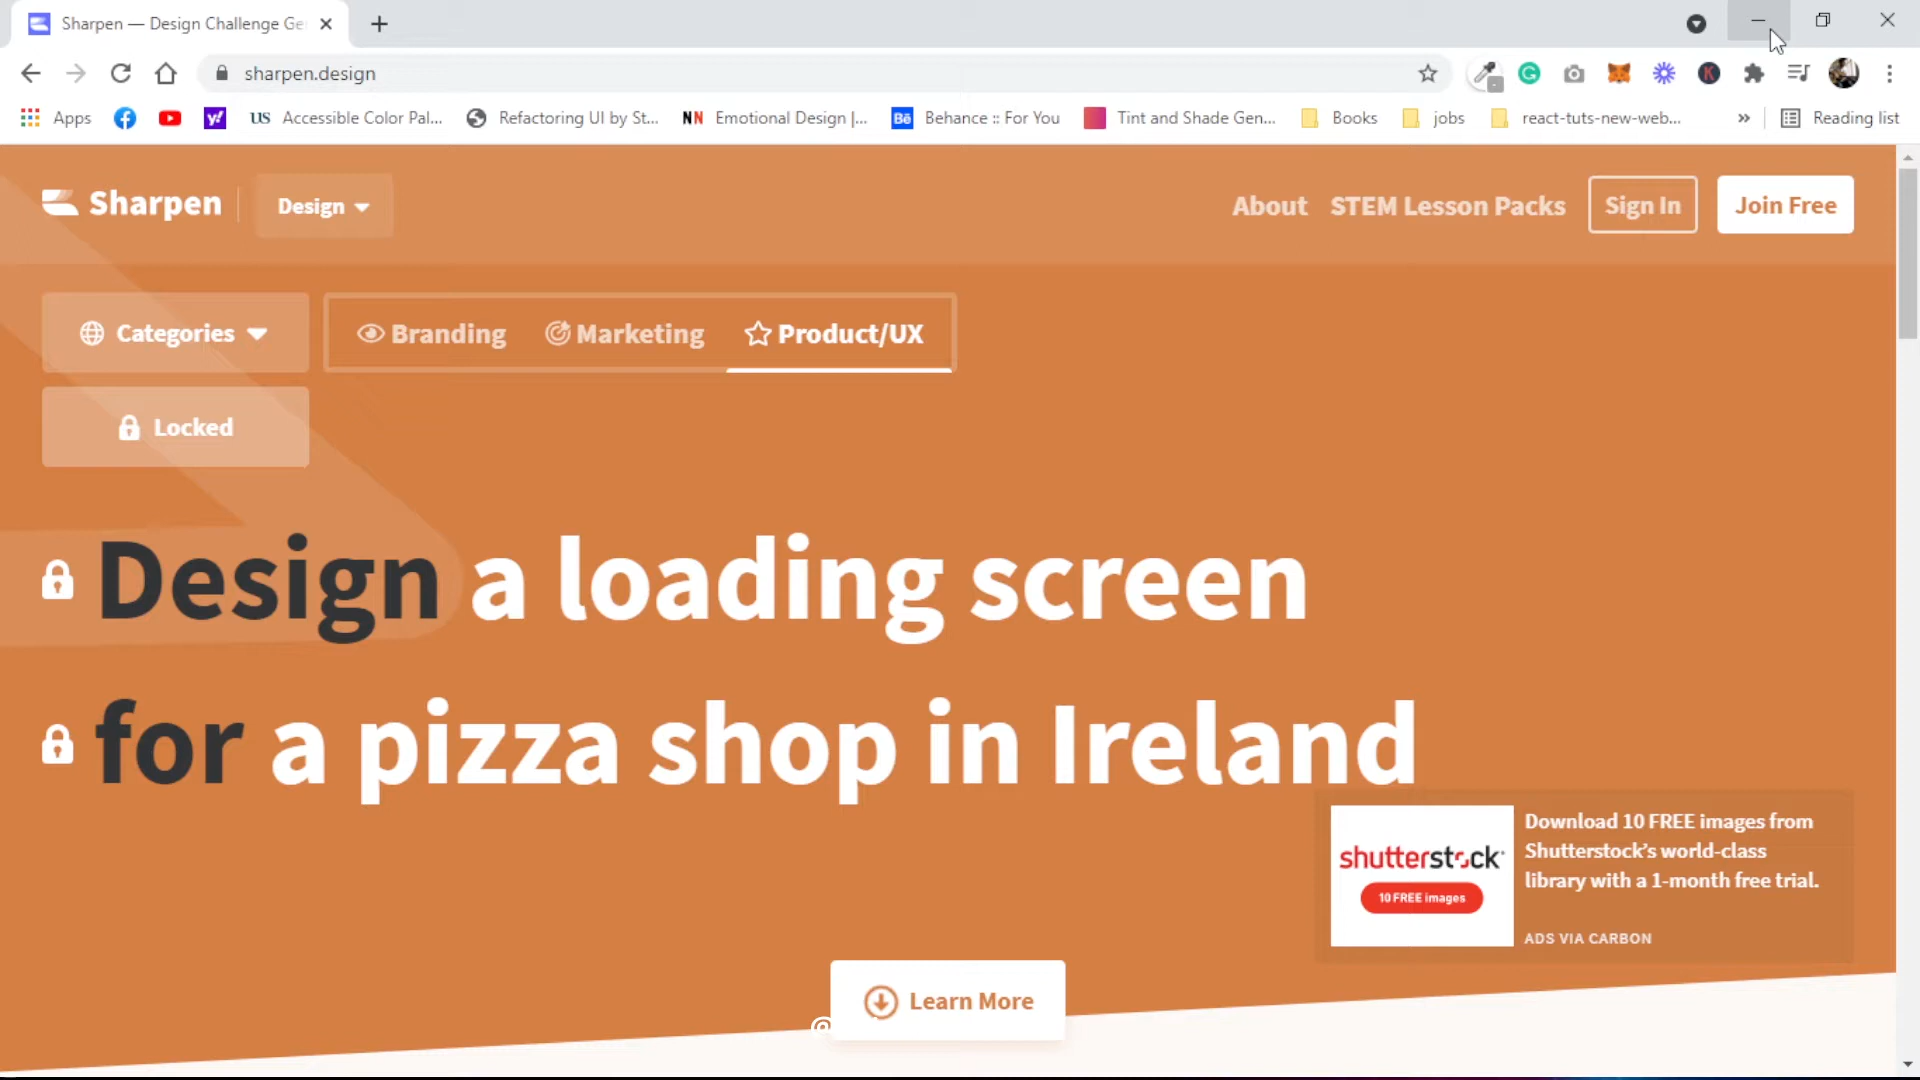 Sharpen — Design Challenge Ge
sharpen.design
Apps
y!
US Accessible Color Pal...
Refactoring UI by St...
NN Emotional Design |...
Bē Behance :: For You
Tint and Shade Gen...
Books
jobs
react-tuts-new-web...
»
Reading list
Sharpen
Design
About
STEM Lesson Packs
Sign In
Join Free
Categories
Branding
Marketing
Product/UX
Locked
Design a loading screen
for a pizza shop in Ireland
shutterstock
10 FREE images
Download 10 FREE images from
Shutterstock's world-class
library with a 1-month free trial.
ADS VIA CARBON
Learn More